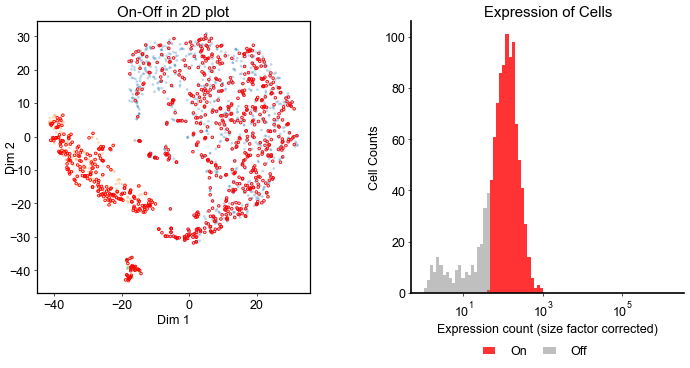 On-Off in 2D plot
Dim 2
30
20
10
0
−10
−20
−30
−40
−40
−20
0
20
Dim 1
Expression of Cells
Cell Counts
100
80
60
40
20
0
10^1
10^3
10^5
Expression count (size factor corrected)
On
Off